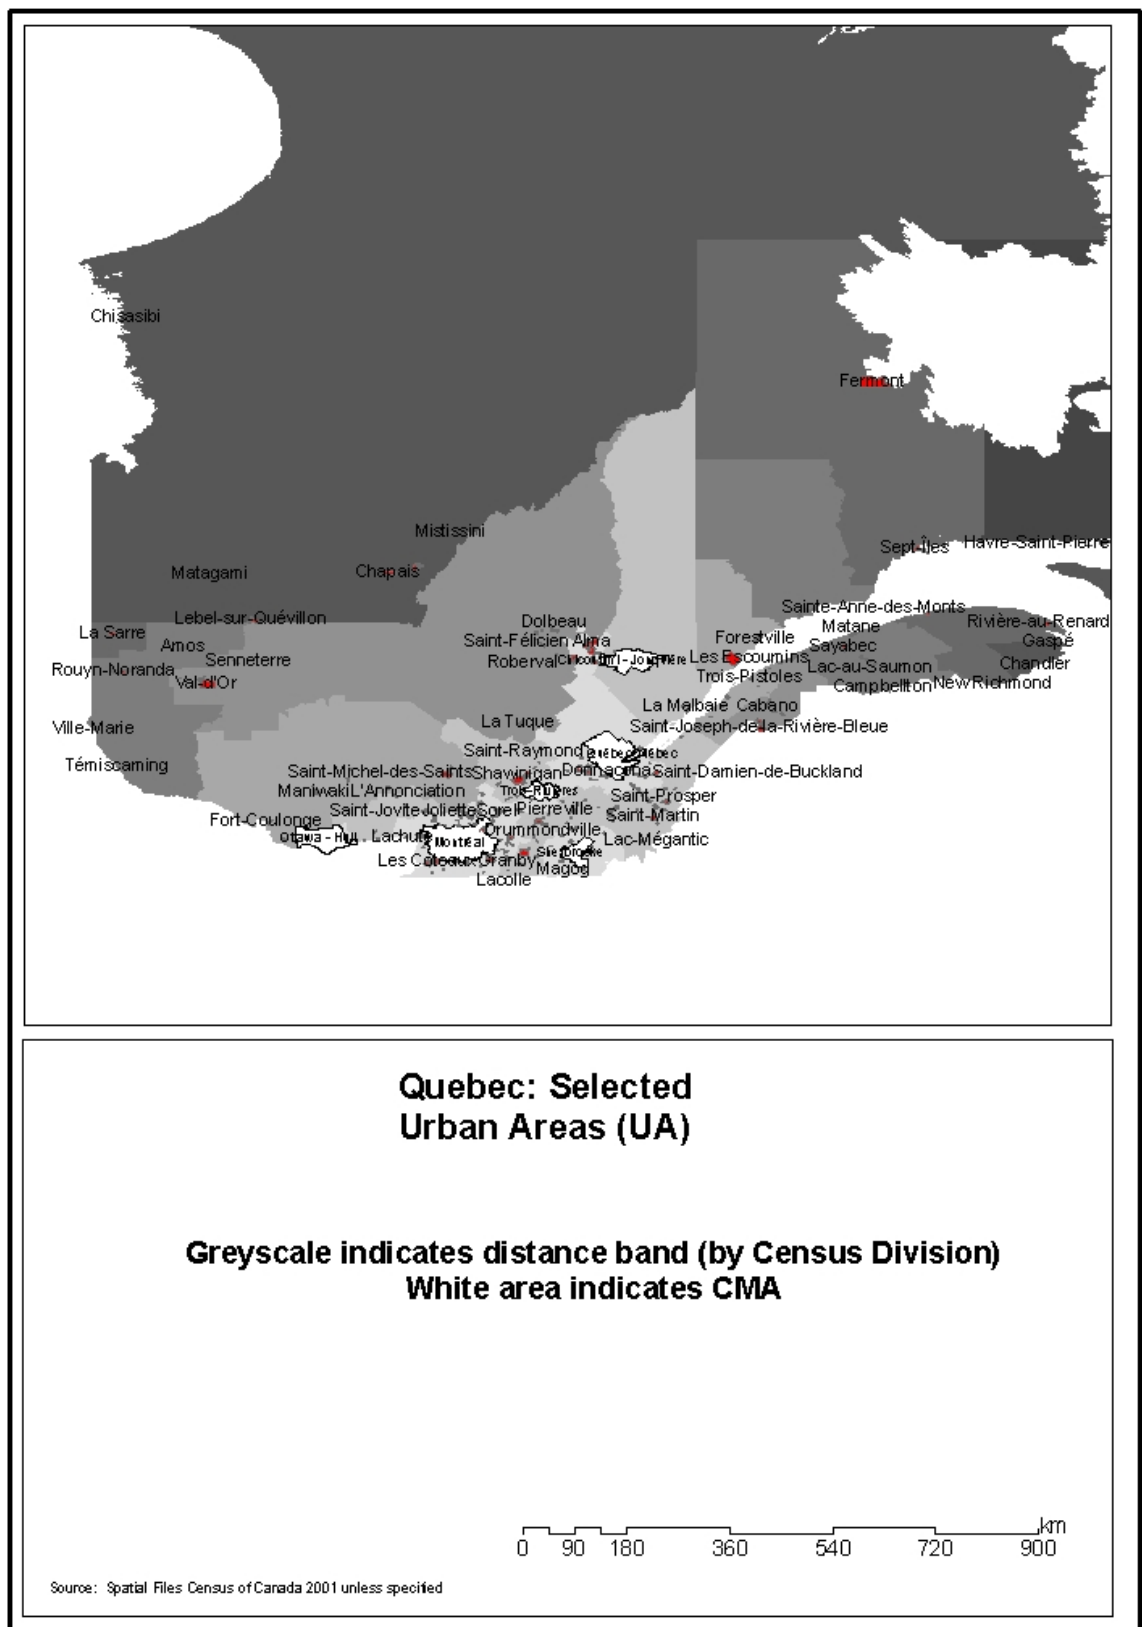 Chisasibi
Fermont
Mistissini
Sept-Îles
Havre-Saint-Pierre
Matagami
Chapais
Lebel-sur-Quévillon
Dolbeau
Sainte-Anne-des-Monts
La Sarre
Matane
Rivière-au-Renard
Amos
Saint-Félicien
Alma
Forestville
Sayabec
Gaspé
Rouyn-Noranda
Senneterre
Roberval
Les Escoumins
Lac-au-Saumon
Chandler
Val-d'Or
Trois-Pistoles
Campbellton
New Richmond
La Malbaie
Cabano
Ville-Marie
La Tuque
Saint-Joseph-de-la-Rivière-Bleue
Saint-Raymond
Québec
Témiscaming
Saint-Michel-des-Saints
Shawinigan
Donnacona
Saint-Damien-de-Buckland
Maniwaki
L'Annonciation
Trois-Rivières
Saint-Prosper
Saint-Jovite
Joliette
Sorel
Pierreville
Saint-Martin
Fort-Coulonge
Ottawa - Hull
Lachute
Montréal
Drummondville
Lac-Mégantic
Les Coteaux
Granby
Sherbrooke
Magog
Lacolle
Quebec: Selected
Urban Areas (UA)
Greyscale indicates distance band (by Census Division)
White area indicates CMA
km
0 90 180 360 540 720 900
Source: Spatial Files Census of Canada 2001 unless specified